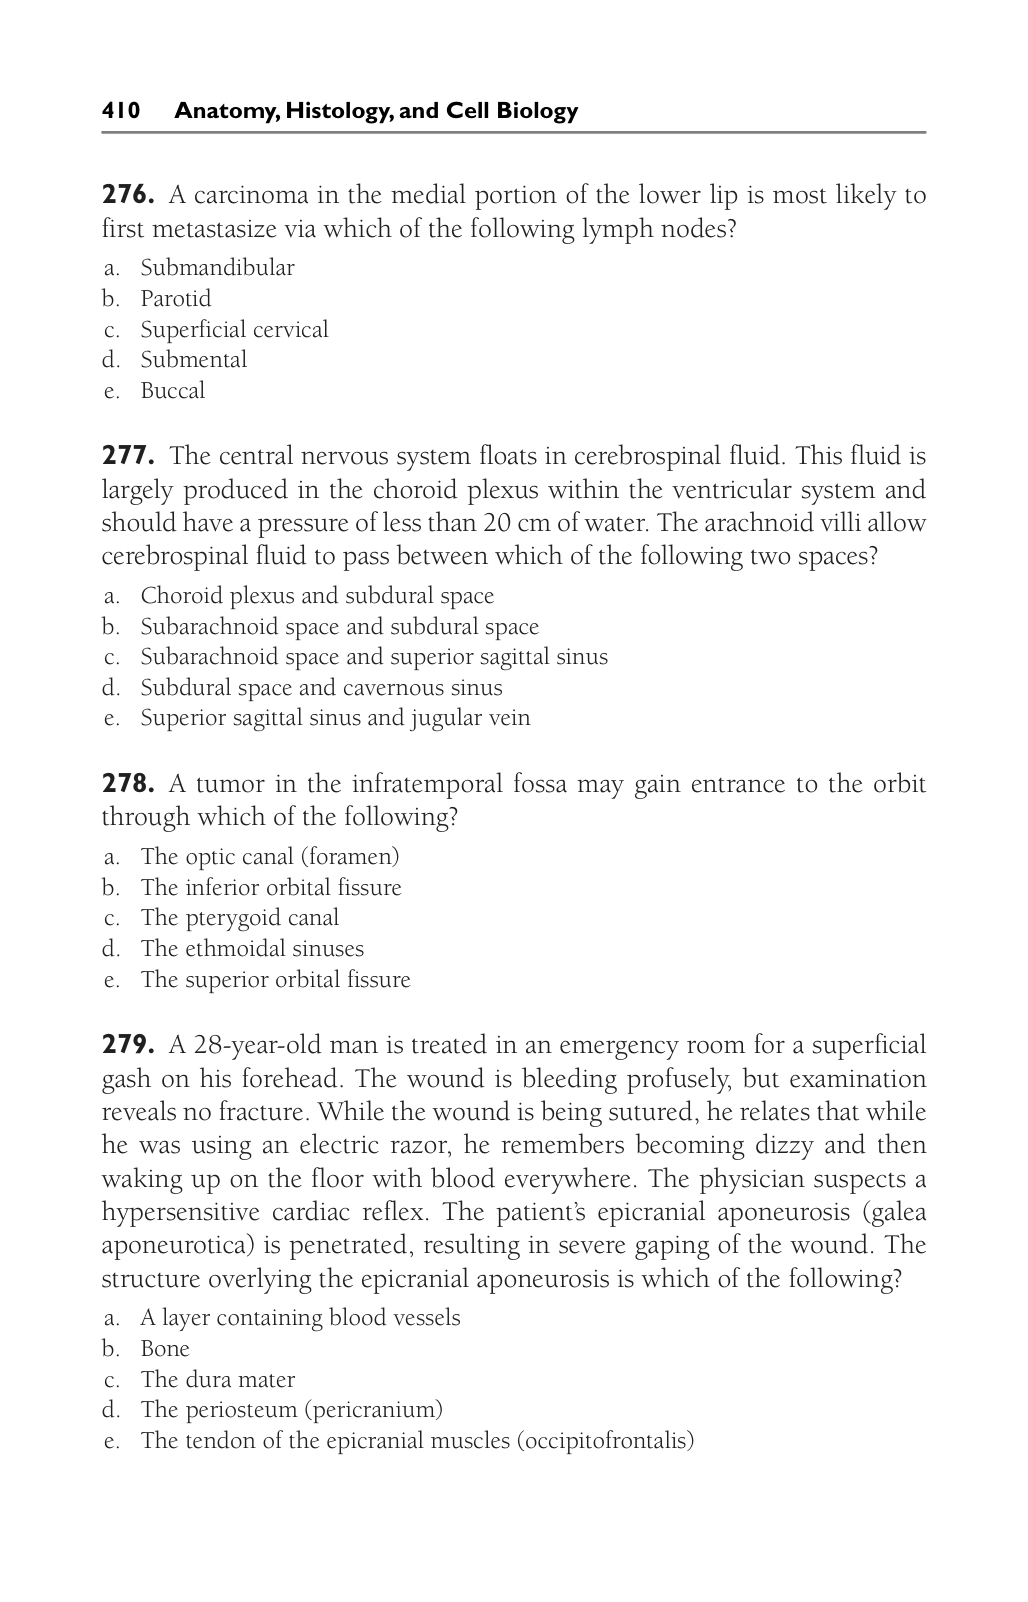 410 Anatomy, Histology, and Cell Biology
276. A carcinoma in the medial portion of the lower lip is most likely to
first metastasize via which of the following lymph nodes?
a. Submandibular
b. Parotid
c. Superficial cervical
d. Submental
e. Buccal
277. The central nervous system floats in cerebrospinal fluid. This fluid is
largely produced in the choroid plexus within the ventricular system and
should have a pressure of less than 20 cm of water. The arachnoid villi allow
cerebrospinal fluid to pass between which of the following two spaces?
a. Choroid plexus and subdural space
b. Subarachnoid space and subdural space
c. Subarachnoid space and superior sagittal sinus
d. Subdural space and cavernous sinus
e. Superior sagittal sinus and jugular vein
278. A tumor in the infratemporal fossa may gain entrance to the orbit
through which of the following?
a. The optic canal (foramen)
b. The inferior orbital fissure
c. The pterygoid canal
d. The ethmoidal sinuses
e. The superior orbital fissure
279. A 28-year-old man is treated in an emergency room for a superficial
gash on his forehead. The wound is bleeding profusely, but examination
reveals no fracture. While the wound is being sutured, he relates that while
he was using an electric razor, he remembers becoming dizzy and then
waking up on the floor with blood everywhere. The physician suspects a
hypersensitive cardiac reflex. The patient’s epicranial aponeurosis (galea
aponeurotica) is penetrated, resulting in severe gaping of the wound. The
structure overlying the epicranial aponeurosis is which of the following?
a. A layer containing blood vessels
b. Bone
c. The dura mater
d. The periosteum (pericranium)
e. The tendon of the epicranial muscles (occipitofrontalis)